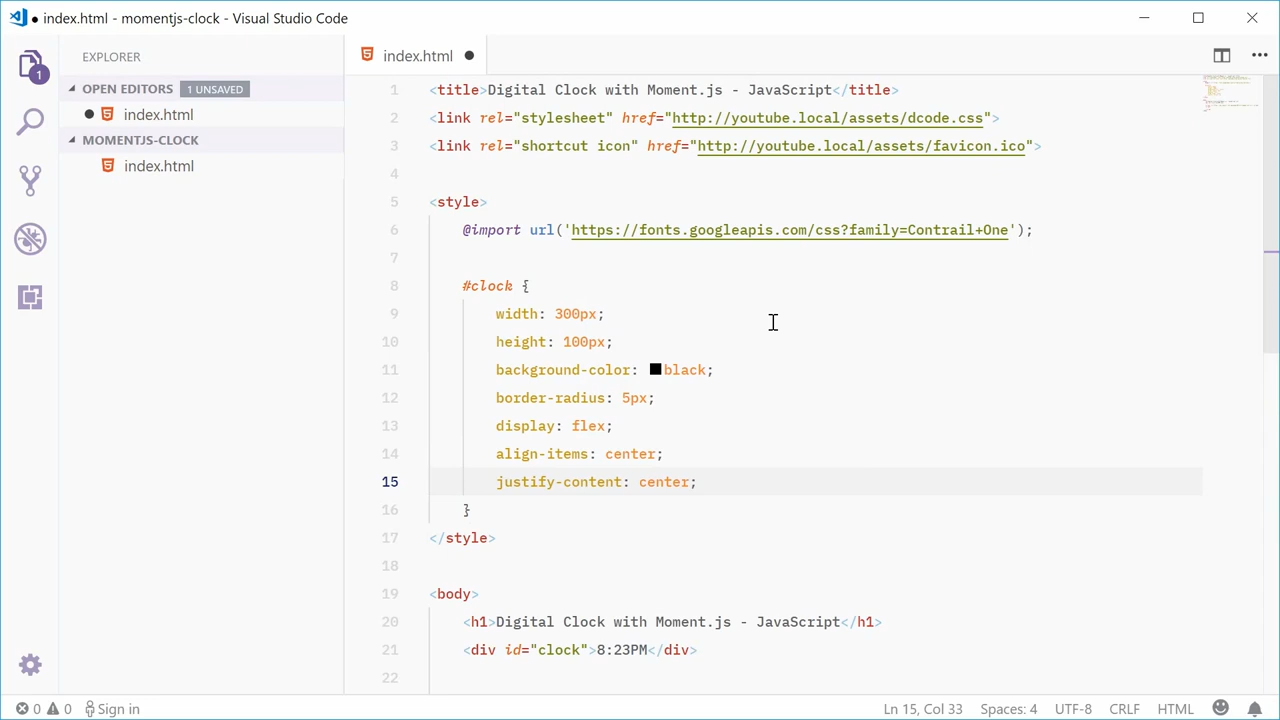 index.html - momentjs-clock - Visual Studio Code
EXPLORER
OPEN EDITORS 1 UNSAVED
index.html
MOMENTJS-CLOCK
index.html
1
index.html
1 <title>Digital Clock with Moment.js - JavaScript</title>
2 <link rel="stylesheet" href="http://youtube.local/assets/dcode.css">
3 <link rel="shortcut icon" href="http://youtube.local/assets/favicon.ico">
4
5 <style>
6 @import url('https://fonts.googleapis.com/css?family=Contrail+One');
7
8 #clock {
9 width: 300px;
10 height: 100px;
11 background-color: black;
12 border-radius: 5px;
13 display: flex;
14 align-items: center;
15 justify-content: center;
16 }
17 </style>
18
19 <body>
20 <h1>Digital Clock with Moment.js - JavaScript</h1>
21 <div id="clock">8:23PM</div>
22
0 0 Sign in Ln 15, Col 33 Spaces: 4 UTF-8 CRLF HTML